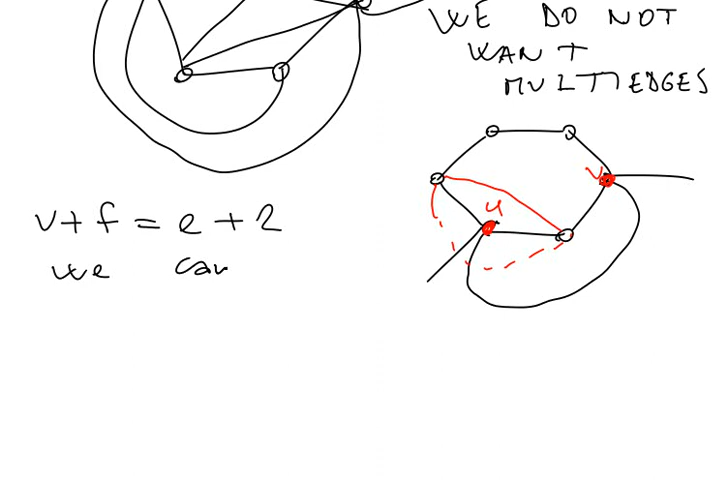 WE DO NOT
WANT
MULTIEDGES
v
u
v+f=e+2
we can